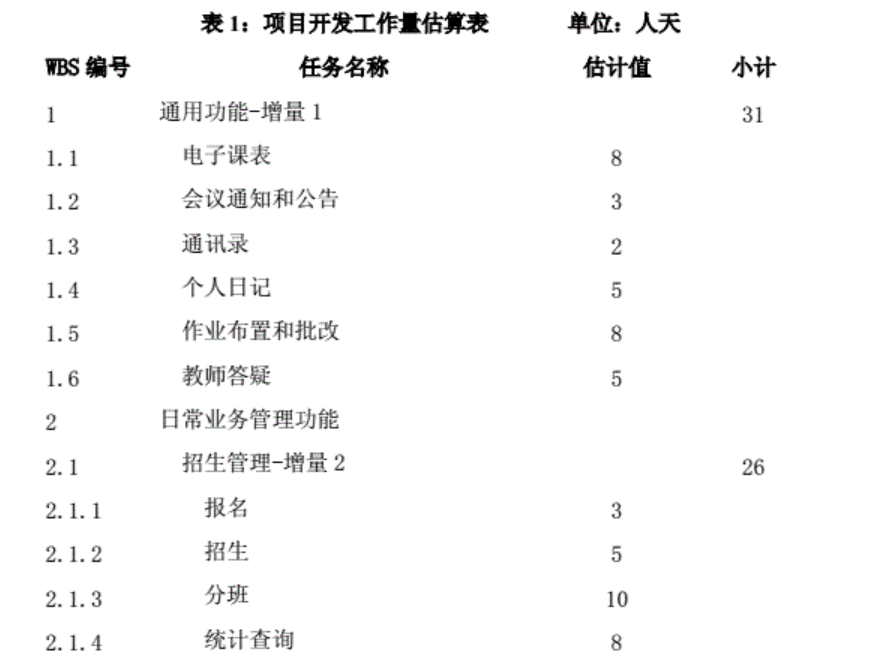 表 1：项目开发工作量估算表 单位：人天
WBS 编号 任务名称 估计值 小计
1 通用功能-增量 1 31
1.1 电子课表 8
1.2 会议通知和公告 3
1.3 通讯录 2
1.4 个人日记 5
1.5 作业布置和批改 8
1.6 教师答疑 5
2 日常业务管理功能
2.1 招生管理-增量 2 26
2.1.1 报名 3
2.1.2 招生 5
2.1.3 分班 10
2.1.4 统计查询 8